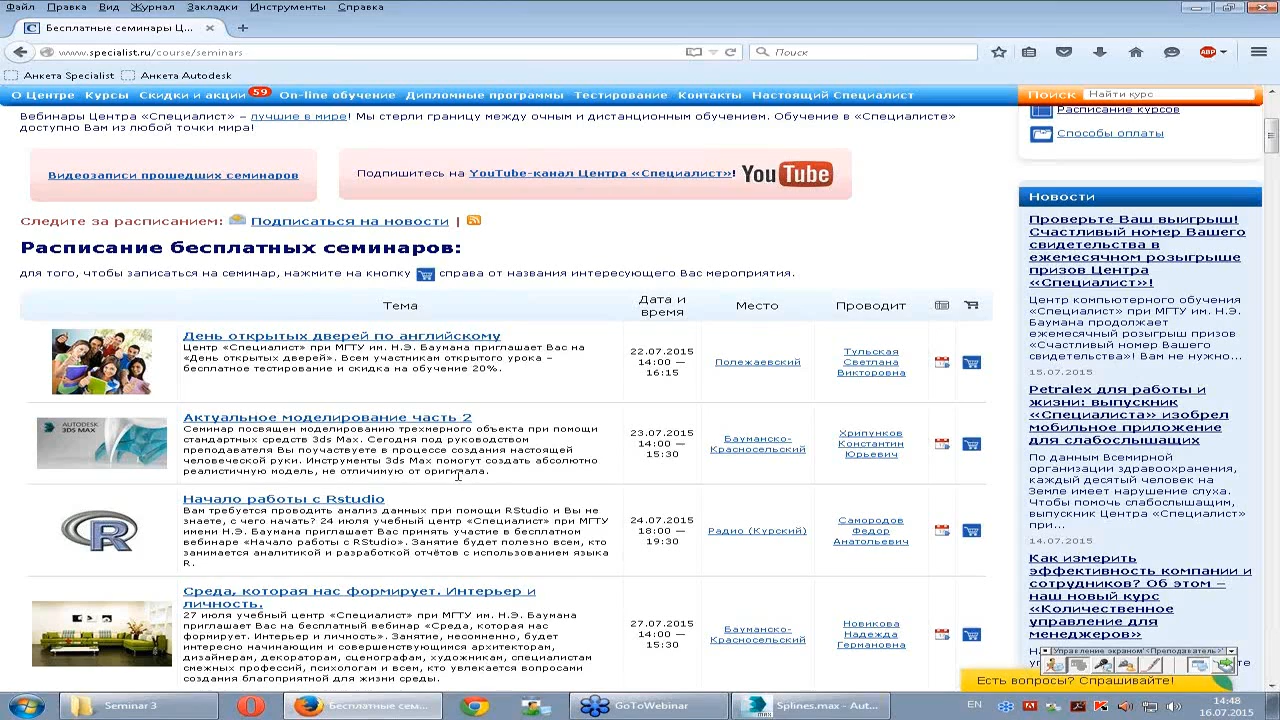 Файл Правка Вид Журнал Закладки Инструменты Справка
Бесплатные семинары Ц...
www.specialist.ru/course/seminars
Поиск
ABP
Анкета Specialist Анкета Autodesk
О Центре Курсы Скидки и акции 59 On-line обучение Дипломные программы Тестирование Контакты Настоящий Специалист
Поиск Найти курс
Вебинары Центра «Специалист» – лучшие в мире! Мы стерли границу между очным и дистанционным обучением. Обучение в «Специалисте»
доступно Вам из любой точки мира!
Расписание курсов
Способы оплаты
Видеозаписи прошедших семинаров
Подпишитесь на YouTube-канал Центра «Специалист»! YouTube
Следите за расписанием: Подписаться на новости |
Расписание бесплатных семинаров:
для того, чтобы записаться на семинар, нажмите на кнопку справа от названия интересующего Вас мероприятия.
Тема
Дата и
время
Место
Проводит
День открытых дверей по английскому
Центр «Специалист» при МГТУ им. Н.Э. Баумана приглашает Вас на
«День открытых дверей». Всем участникам открытого урока –
бесплатное тестирование и скидка на обучение 20%.
22.07.2015
14:00 —
16:15
Полежаевский
Тульская
Светлана
Викторовна
AUTODESK
3DS MAX
Актуальное моделирование часть 2
Семинар посвящен моделированию трехмерного объекта при помощи
стандартных средств 3ds Max. Сегодня под руководством
преподавателя Вы поучаствуете в процессе создания настоящей
человеческой руки. Инструменты 3ds Max помогут создать абсолютно
реалистичную модель, не отличимую от оригинала.
23.07.2015
14:00 —
15:30
Бауманско-
Красносельский
Хрипунков
Константин
Юрьевич
R
Начало работы с Rstudio
Вам требуется проводить анализ данных при помощи RStudio и Вы не
знаете, с чего начать? 24 июля учебный центр «Специалист» при МГТУ
имени Н.Э. Баумана приглашает Вас принять участие в бесплатном
вебинаре «Начало работы с RStudio». Занятие будет полезно всем, кто
занимается аналитикой и разработкой отчётов с использованием языка
R.
24.07.2015
18:00 —
19:30
Радио (Курский)
Самородов
Федор
Анатольевич
Среда, которая нас формирует. Интерьер и
личность.
27 июля учебный центр «Специалист» при МГТУ им. Н.Э. Баумана
приглашает Вас на бесплатный вебинар «Среда, которая нас
формирует. Интерьер и личность». Занятие, несомненно, будет
интересно начинающим и совершенствующимся архитекторам,
дизайнерам, декораторам, сценографам, художникам, специалистам
смежных профессий, психологам и всем, кто увлекается вопросами
создания благоприятной для жизни среды.
27.07.2015
14:00 —
15:30
Бауманско-
Красносельский
Новикова
Надежда
Германовна
Новости
Проверьте Ваш выигрыш!
Счастливый номер Вашего
свидетельства в
ежемесячном розыгрыше
призов Центра
«Специалист»!
Центр компьютерного обучения
«Специалист» при МГТУ им. Н.Э.
Баумана продолжает
ежемесячный розыгрыш призов
«Счастливый номер Вашего
свидетельства»! Вам не нужно...
15.07.2015
Petralex для работы и
жизни: выпускник
«Специалиста» изобрел
мобильное приложение
для слабослышащих
По данным Всемирной
организации здравоохранения,
каждый десятый человек на
Земле имеет нарушение слуха.
Чтобы помочь слабослышащим,
выпускник Центра «Специалист»
при...
14.07.2015
Как измерить
эффективность компании и
сотрудников? Об этом –
наш новый курс
«Количественное
управление для
менеджеров»
Управление экраном"<Преподаватель>"
Есть вопросы? Спрашивайте!
Seminar 3
Бесплатные сем...
GoToWebinar
Splines.max - Aut...
EN
14:48
16.07.2015